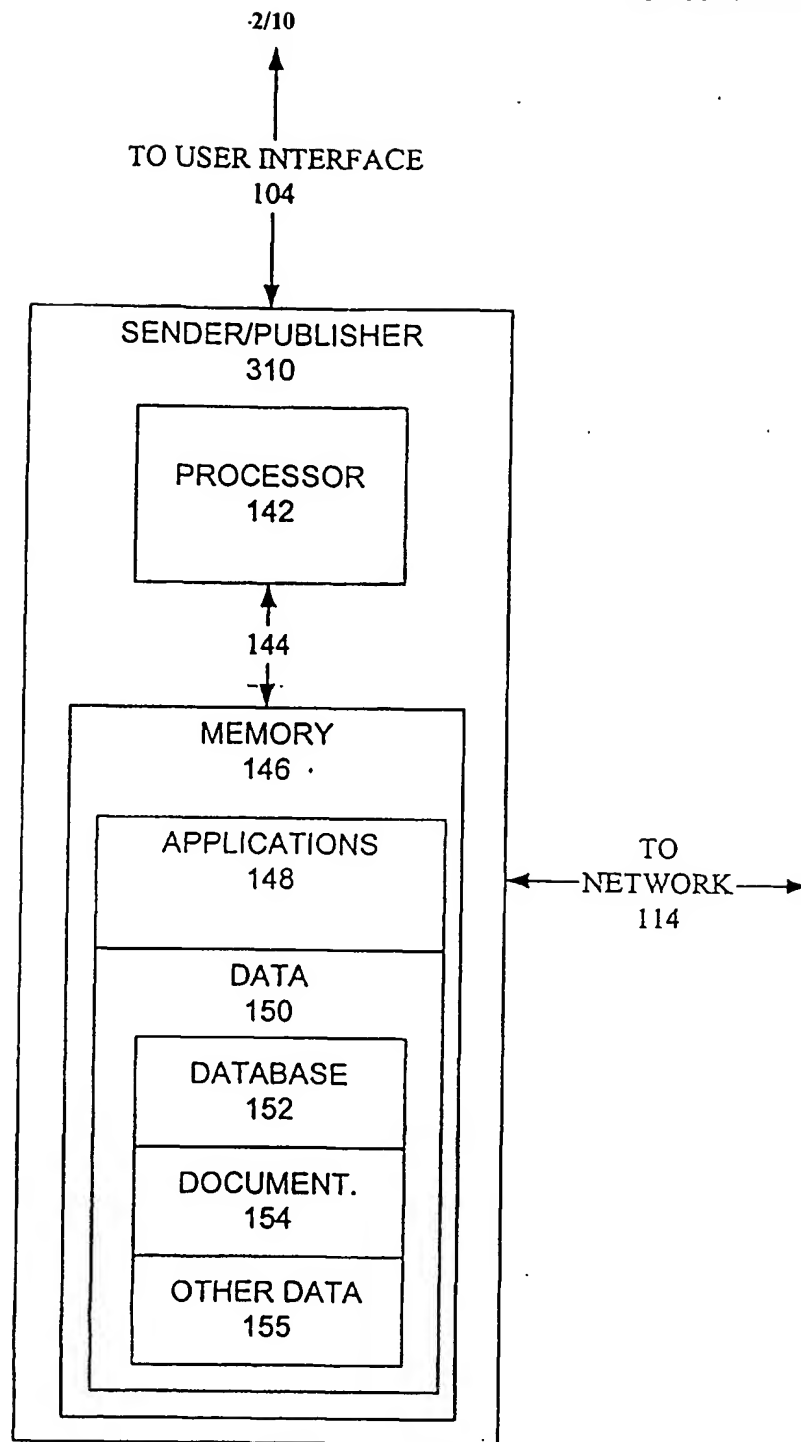 2/10
TO USER INTERFACE
104
SENDER/PUBLISHER
310
PROCESSOR
142
144
MEMORY
146
APPLICATIONS
148
TO
NETWORK
114
DATA
150
DATABASE
152
DOCUMENT.
154
OTHER DATA
155